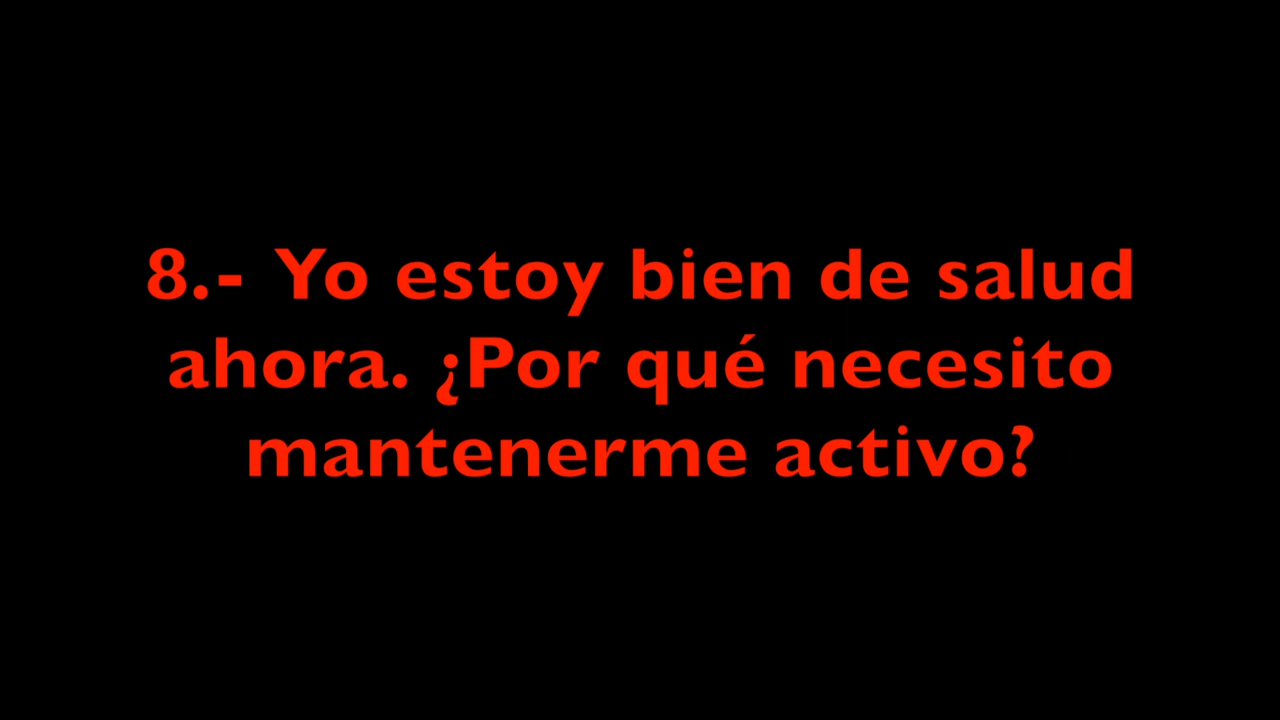 8.- Yo estoy bien de salud
ahora. ¿Por qué necesito
mantenerme activo?